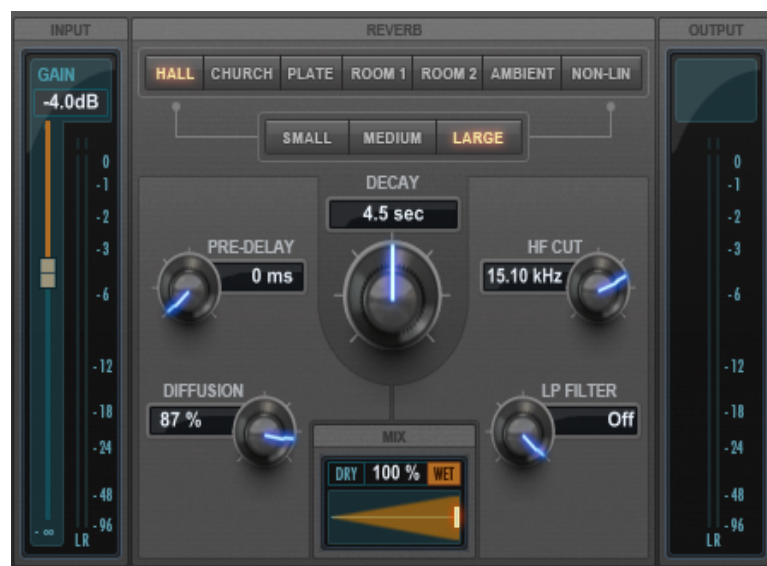 INPUT
REVERB
OUTPUT
GAIN
-4.0dB
HALL CHURCH PLATE ROOM 1 ROOM 2 AMBIENT NON-LIN
SMALL MEDIUM LARGE
DECAY
4.5 sec
PRE-DELAY
0 ms
HF CUT
15.10 kHz
DIFFUSION
87 %
LP FILTER
Off
MIX
DRY 100 % WET
0
-1
-2
-3
-6
-12
-18
-24
-48
-96
- ∞
LR
0
-1
-2
-3
-6
-12
-18
-24
-48
-96
LR